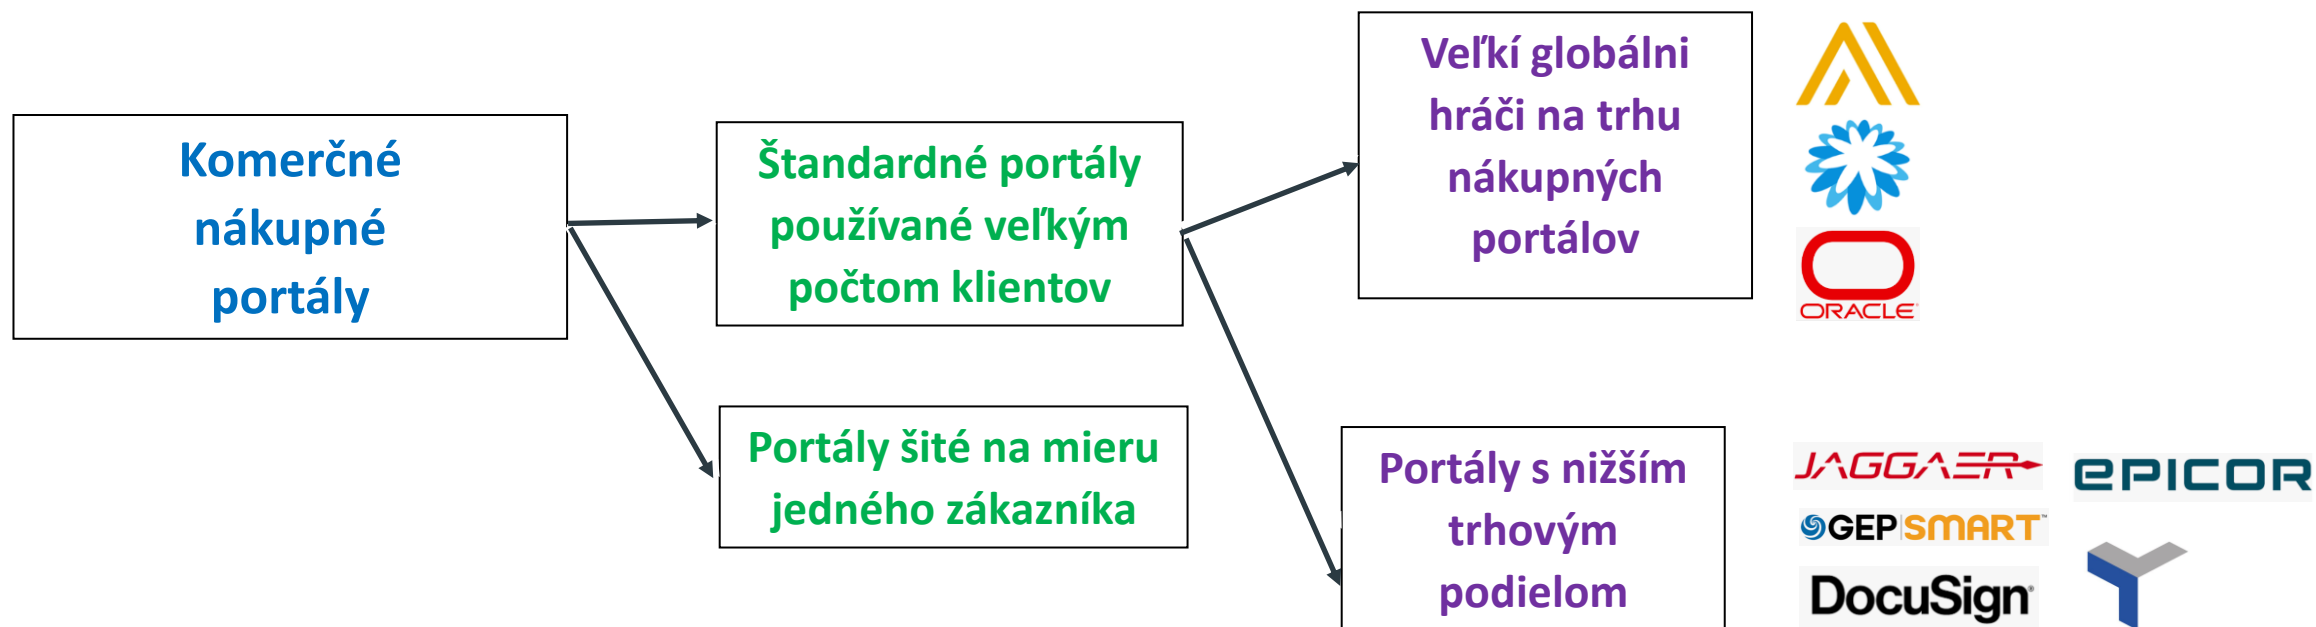 Komerčné
nákupné
portály
Štandardné portály
používané veľkým
počtom klientov
Portály šité na mieru
jedného zákazníka
Veľkí globálni
hráči na trhu
nákupných
portálov
ORACLE
Portály s nižším
trhovým
podielom
JAGGAER
EPICOR
GEP SMART™
DocuSign®